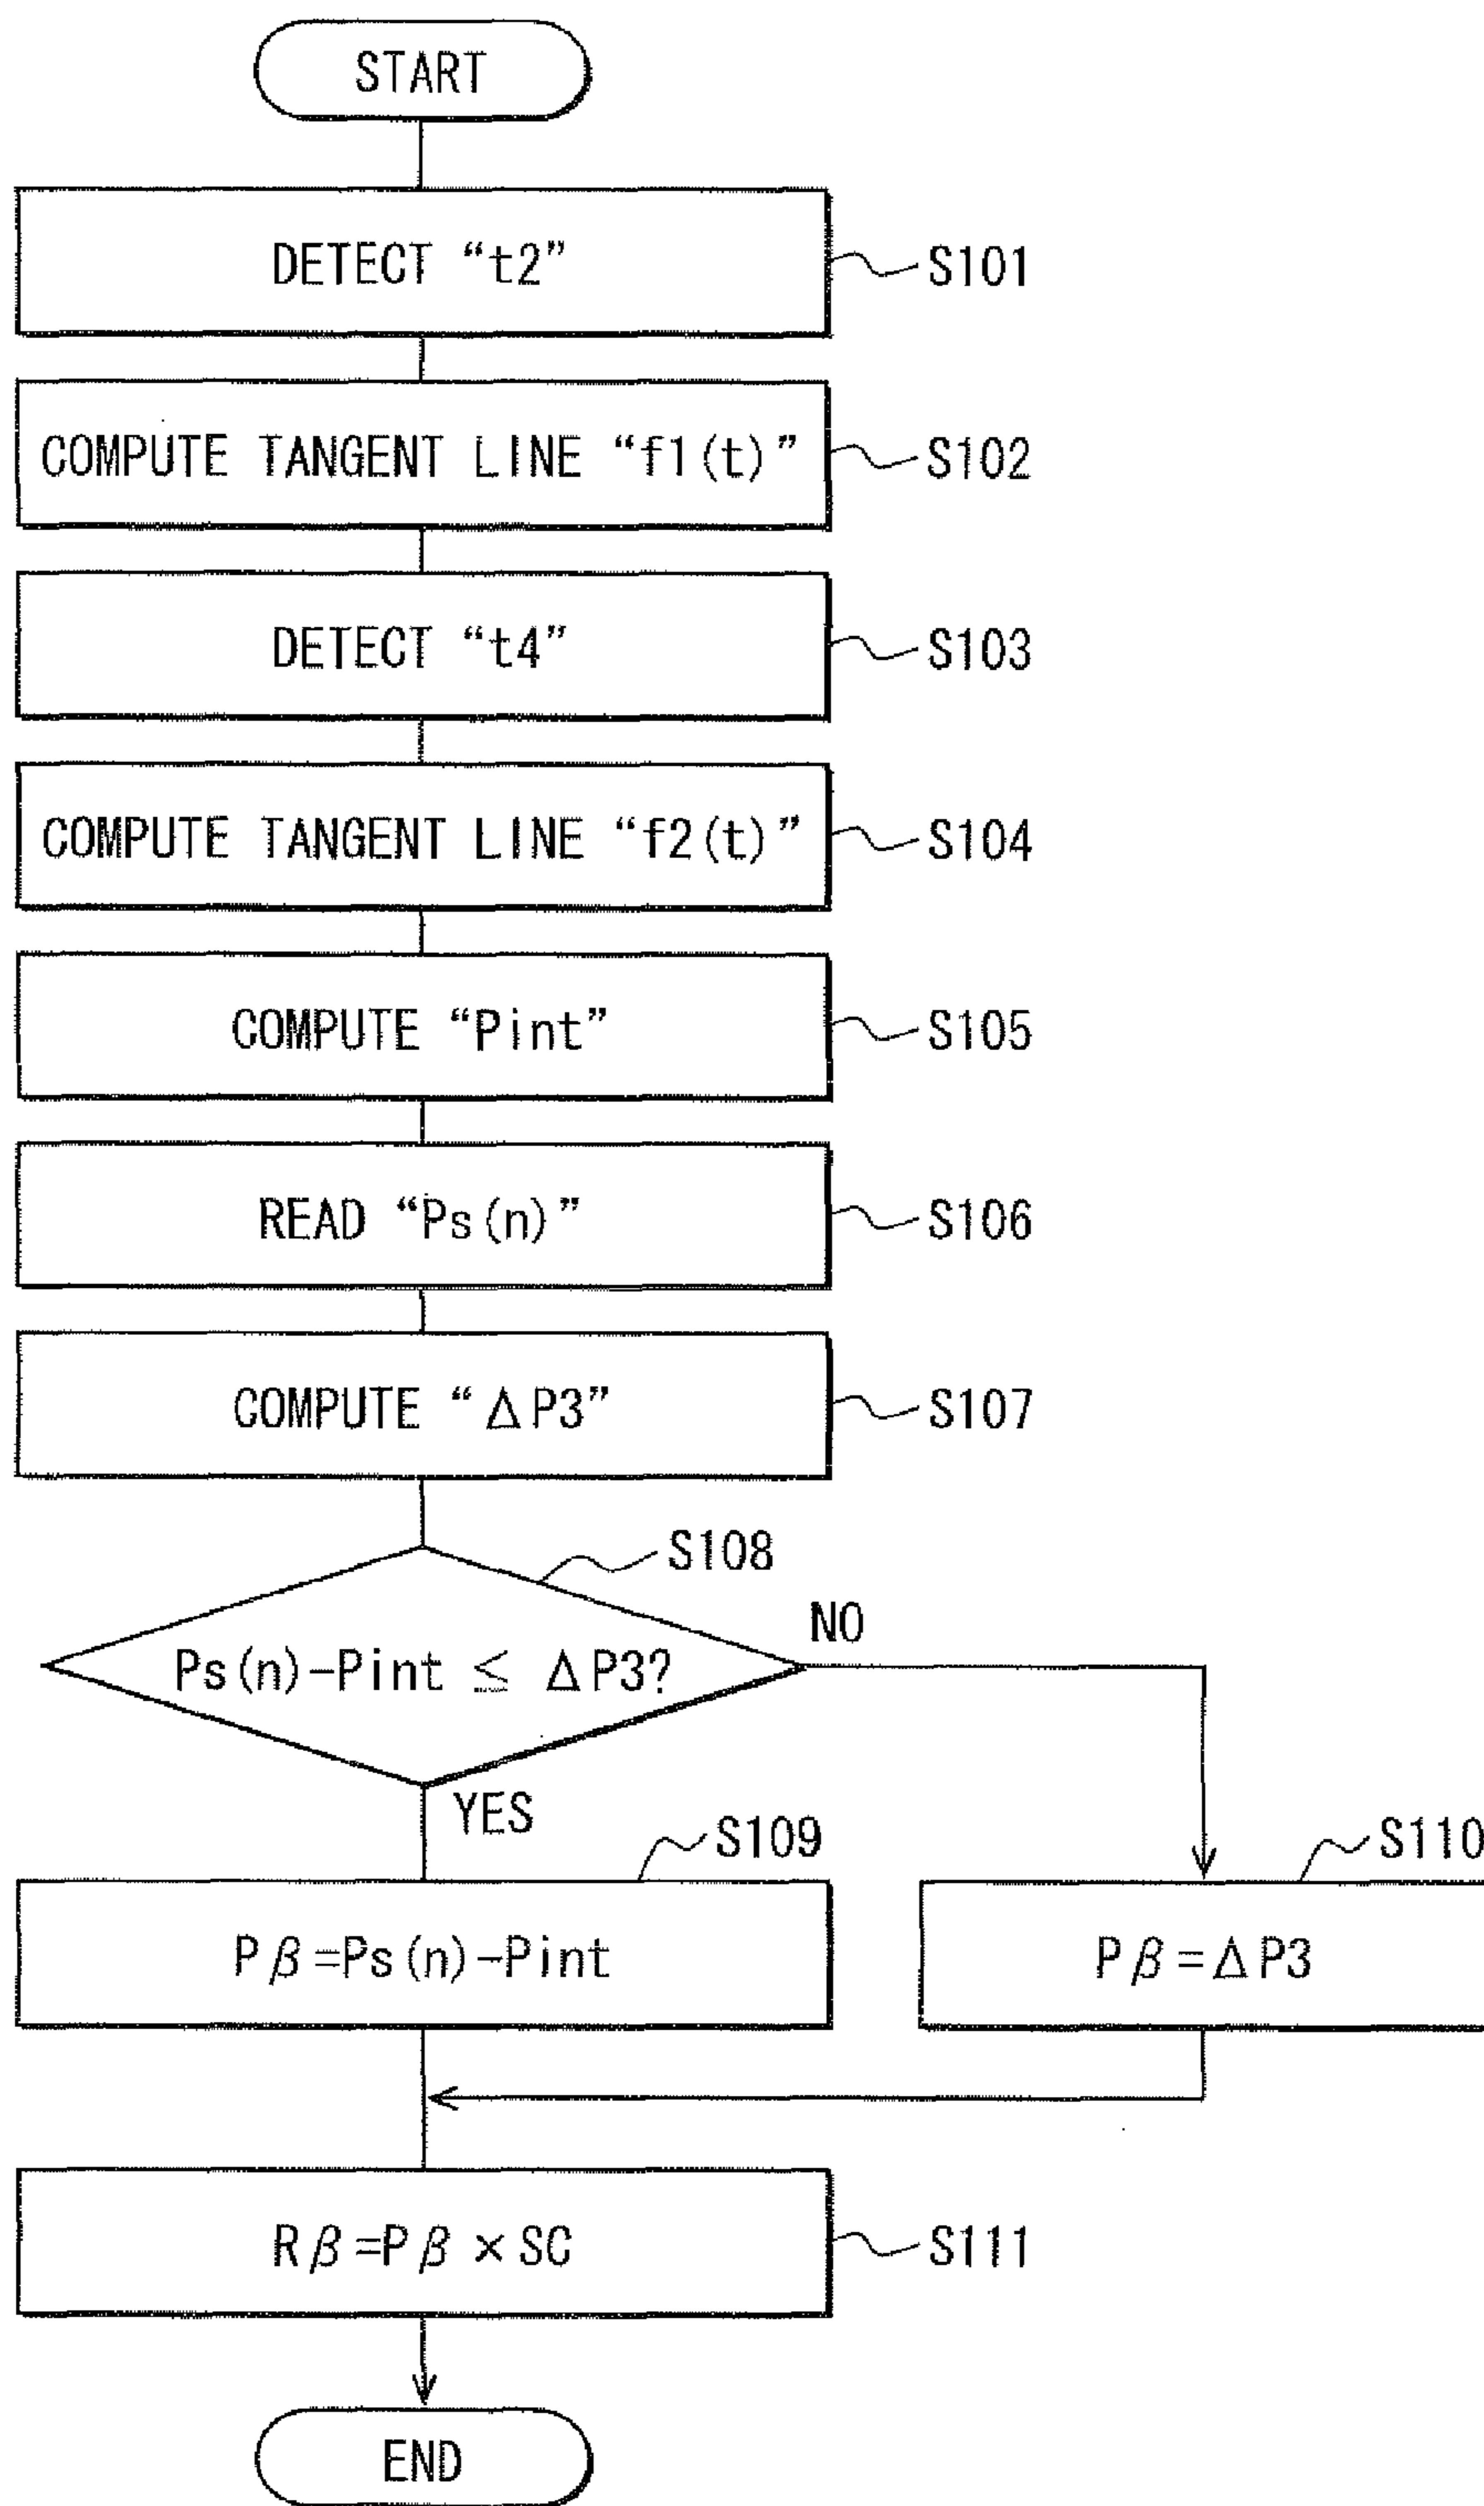 START
DETECT “t2”
S101
COMPUTE TANGENT LINE “f1(t)”
S102
DETECT “t4”
S103
COMPUTE TANGENT LINE “f2(t)”
S104
COMPUTE “Pint”
S105
READ “Ps(n)”
S106
COMPUTE “ΔP3”
S107
S108
NO
Ps(n)-Pint ≦ ΔP3?
YES
S109
S110
Pβ=Ps(n)-Pint
Pβ=ΔP3
Rβ=Pβ×SC
S111
END